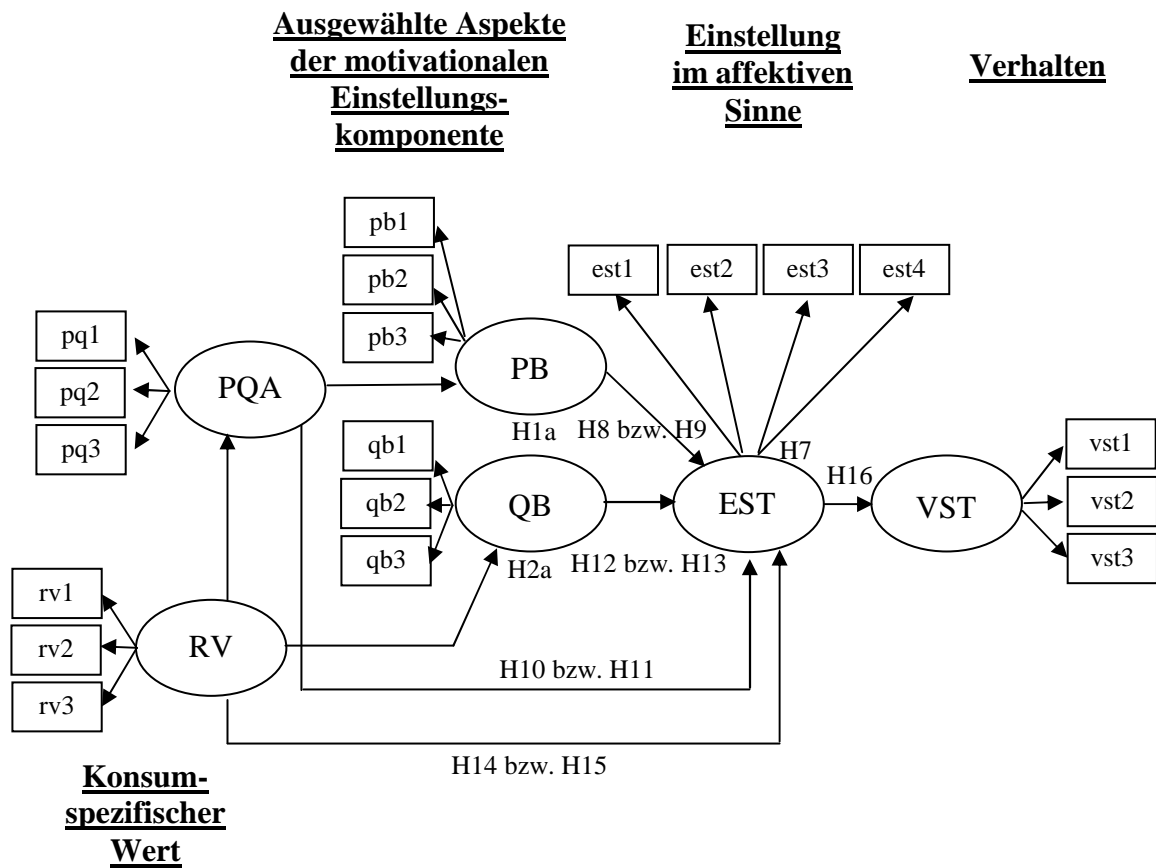 Ausgewählte Aspekte
der motivationalen
Einstellungs-
komponente
Einstellung
im affektiven
Sinne
Verhalten
pb1
pb2
pb3
est1
est2
est3
est4
pq1
pq2
pq3
PQA
PB
H1a
H8 bzw. H9
H7
H16
qb1
qb2
qb3
QB
H2a
EST
H12 bzw. H13
VST
vst1
vst2
vst3
rv1
rv2
rv3
RV
H10 bzw. H11
H14 bzw. H15
Konsum-
spezifischer
Wert